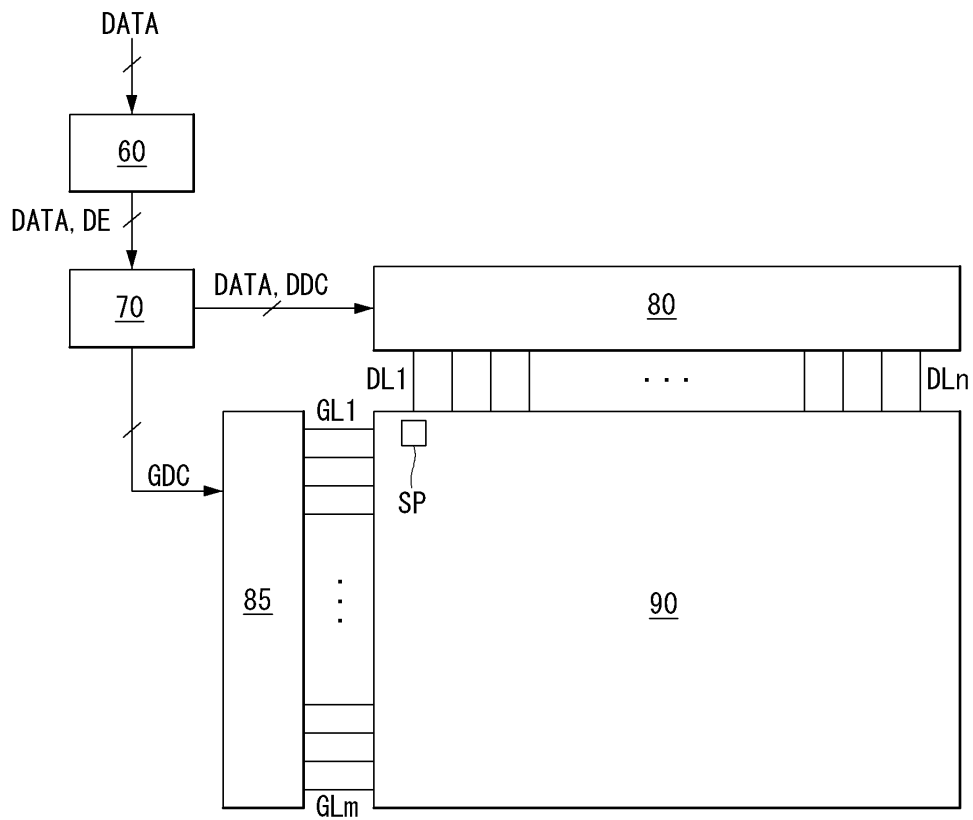 DATA
60
DATA, DE
70
DATA, DDC
80
DL1
. . .
DLn
GL1
SP
GDC
85
90
GLm